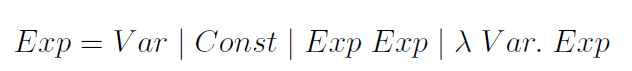 Exp = Var | Const | Exp Exp | λ Var. Exp